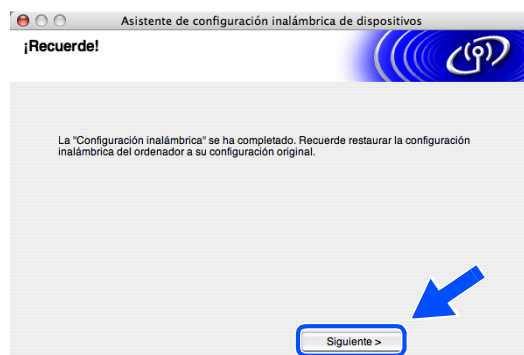 Asistente de configuración inalámbrica de dispositivos
¡Recuerde!
La "Configuración inalámbrica" se ha completado. Recuerde restaurar la configuración
inalámbrica del ordenador a su configuración original.
Siguiente >